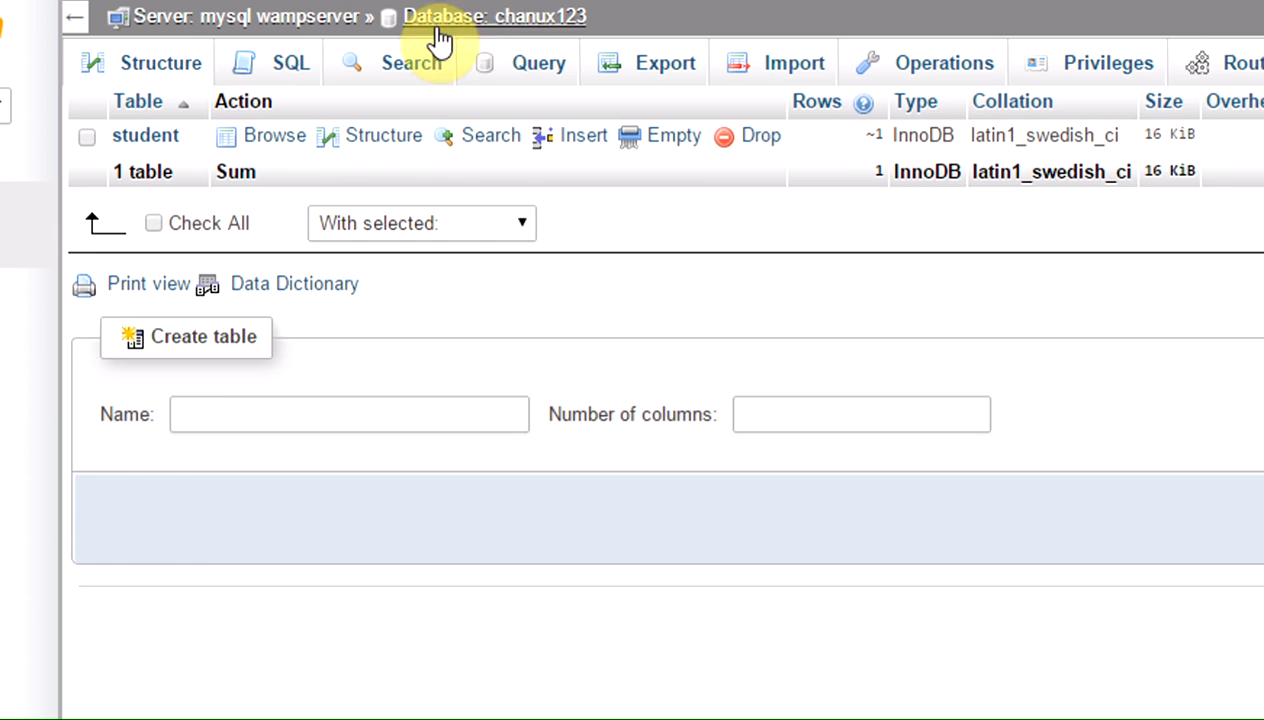 ← Server: mysql wampserver » Database: chanux123
Structure SQL Search Query Export Import Operations Privileges Rout
Table Action Rows Type Collation Size Overhe
student Browse Structure Search Insert Empty Drop ~1 InnoDB latin1_swedish_ci 16 KiB
1 table Sum 1 InnoDB latin1_swedish_ci 16 KiB
Check All With selected:
Print view Data Dictionary
Create table
Name: Number of columns: